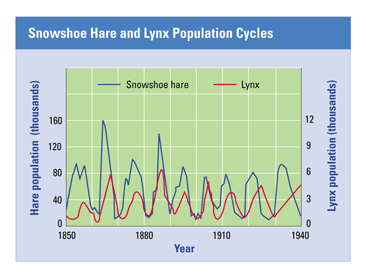 Snowshoe Hare and Lynx Population Cycles
Snowshoe hare
Lynx
Hare population (thousands)
160
120
80
40
0
Lynx population (thousands)
12
9
6
3
0
1850
1880
1910
1940
Year